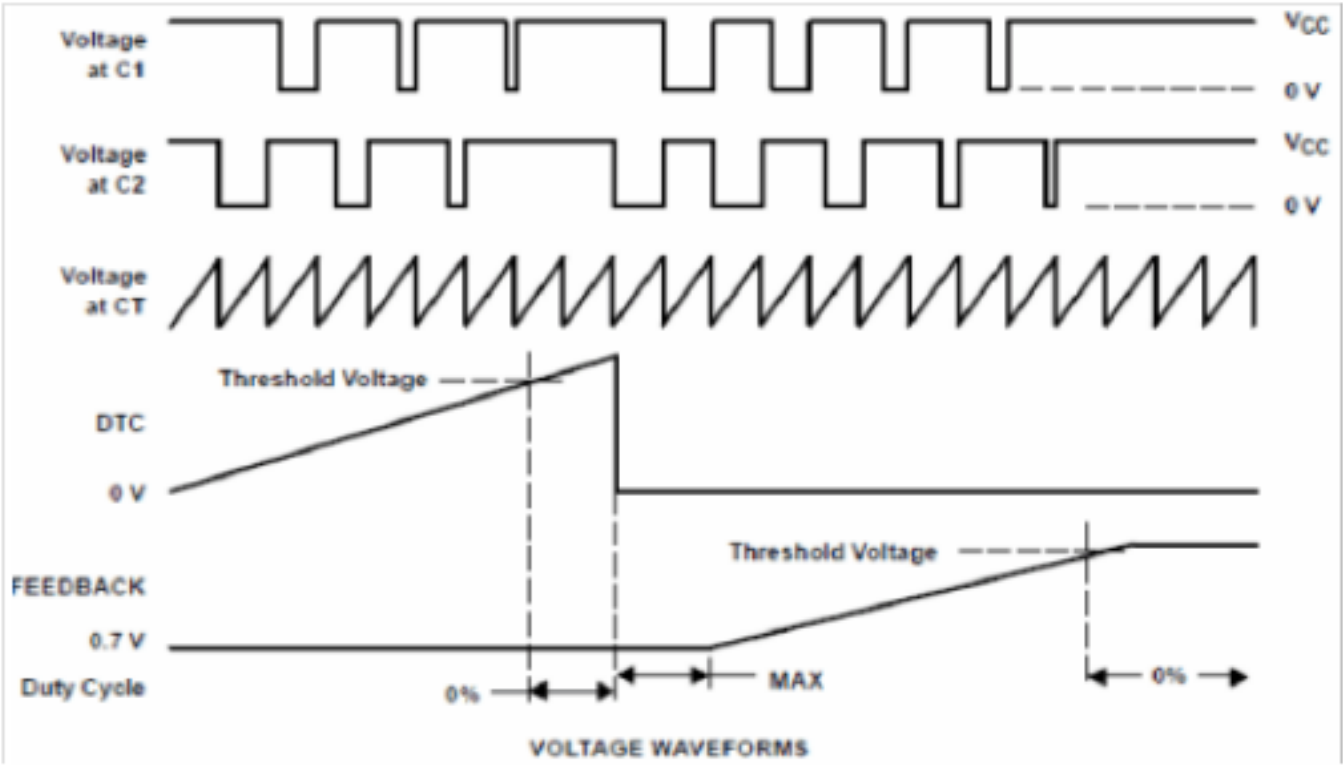 Voltage
at C1
VCC
0 V
Voltage
at C2
VCC
0 V
Voltage
at CT
Threshold Voltage
DTC
0 V
Threshold Voltage
FEEDBACK
0.7 V
Duty Cycle
0%
MAX
0%
VOLTAGE WAVEFORMS